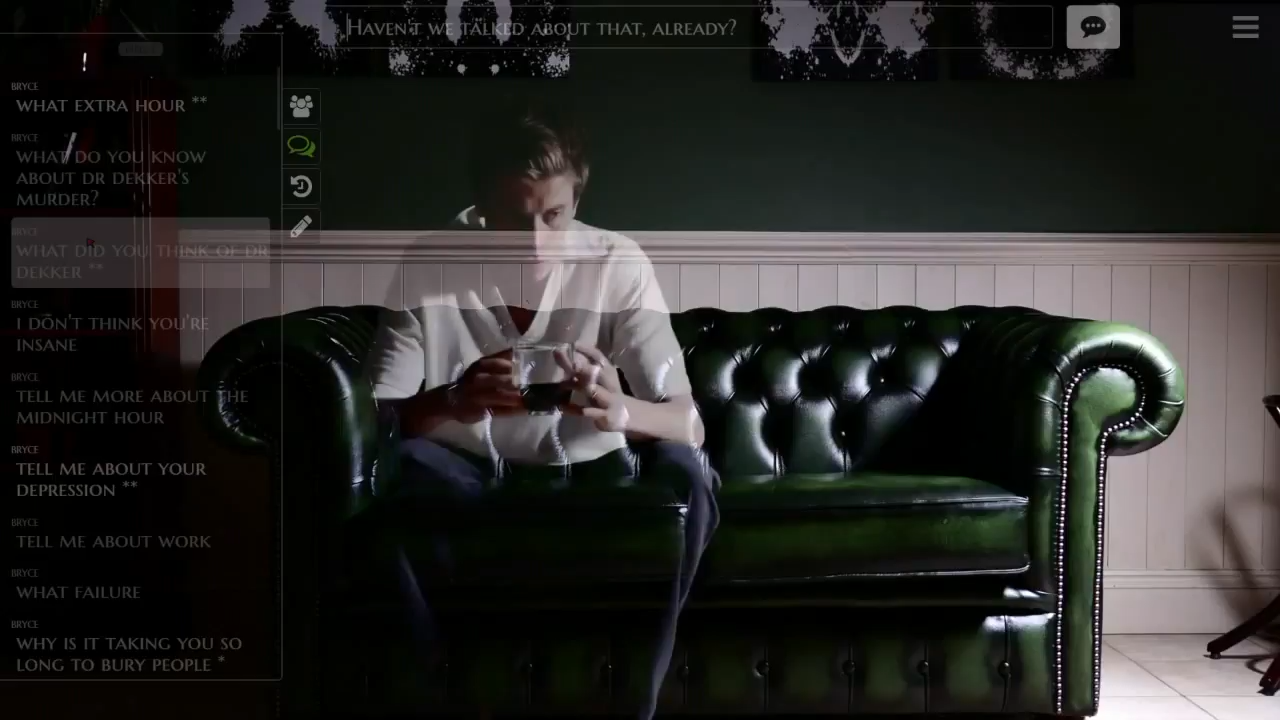 HAVEN'T WE TALKED ABOUT THAT, ALREADY?
BRYCE
WHAT EXTRA HOUR **
BRYCE
WHAT DO YOU KNOW
ABOUT DR DEKKER'S
MURDER?
BRYCE
WHAT DID YOU THINK OF DR
DEKKER **
BRYCE
I DON'T THINK YOU'RE
INSANE
BRYCE
TELL ME MORE ABOUT THE
MIDNIGHT HOUR
BRYCE
TELL ME ABOUT YOUR
DEPRESSION **
BRYCE
TELL ME ABOUT WORK
BRYCE
WHAT FAILURE
BRYCE
WHY IS IT TAKING YOU SO
LONG TO BURY PEOPLE *